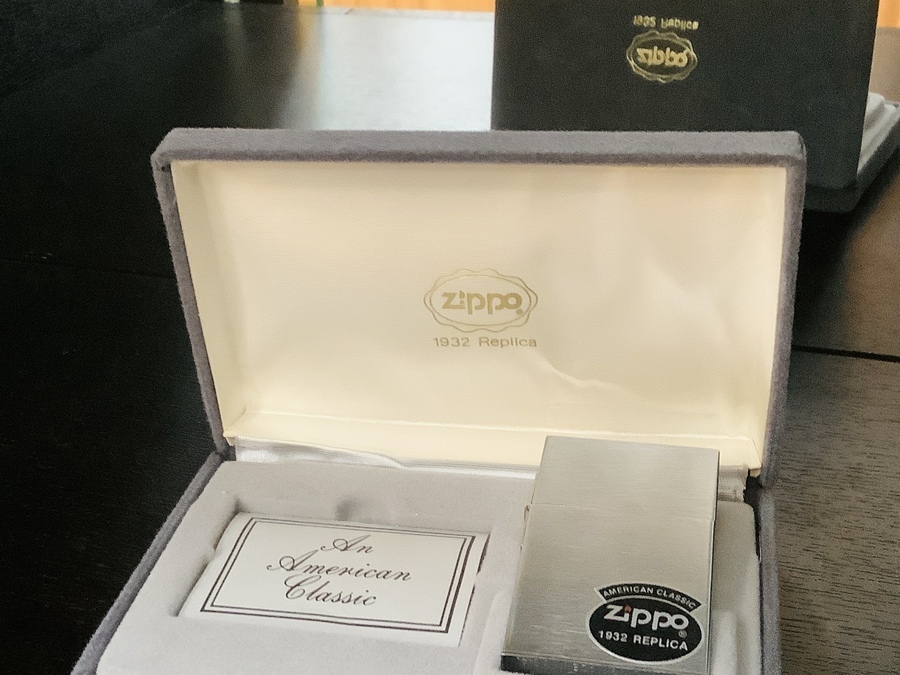 1932 Replica
zippo
zippo
1932 Replica
An
American
Classic
AMERICAN CLASSIC
zippo®
1932 REPLICA